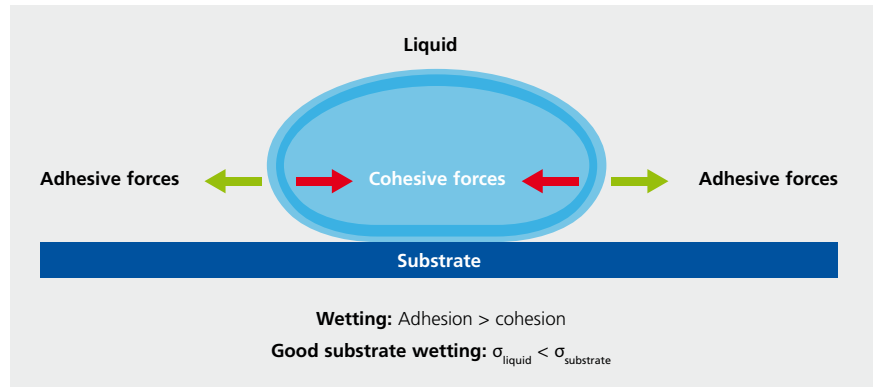 Liquid
Adhesive forces Cohesive forces Adhesive forces
Substrate
Wetting: Adhesion > cohesion
Good substrate wetting: σliquid < σsubstrate